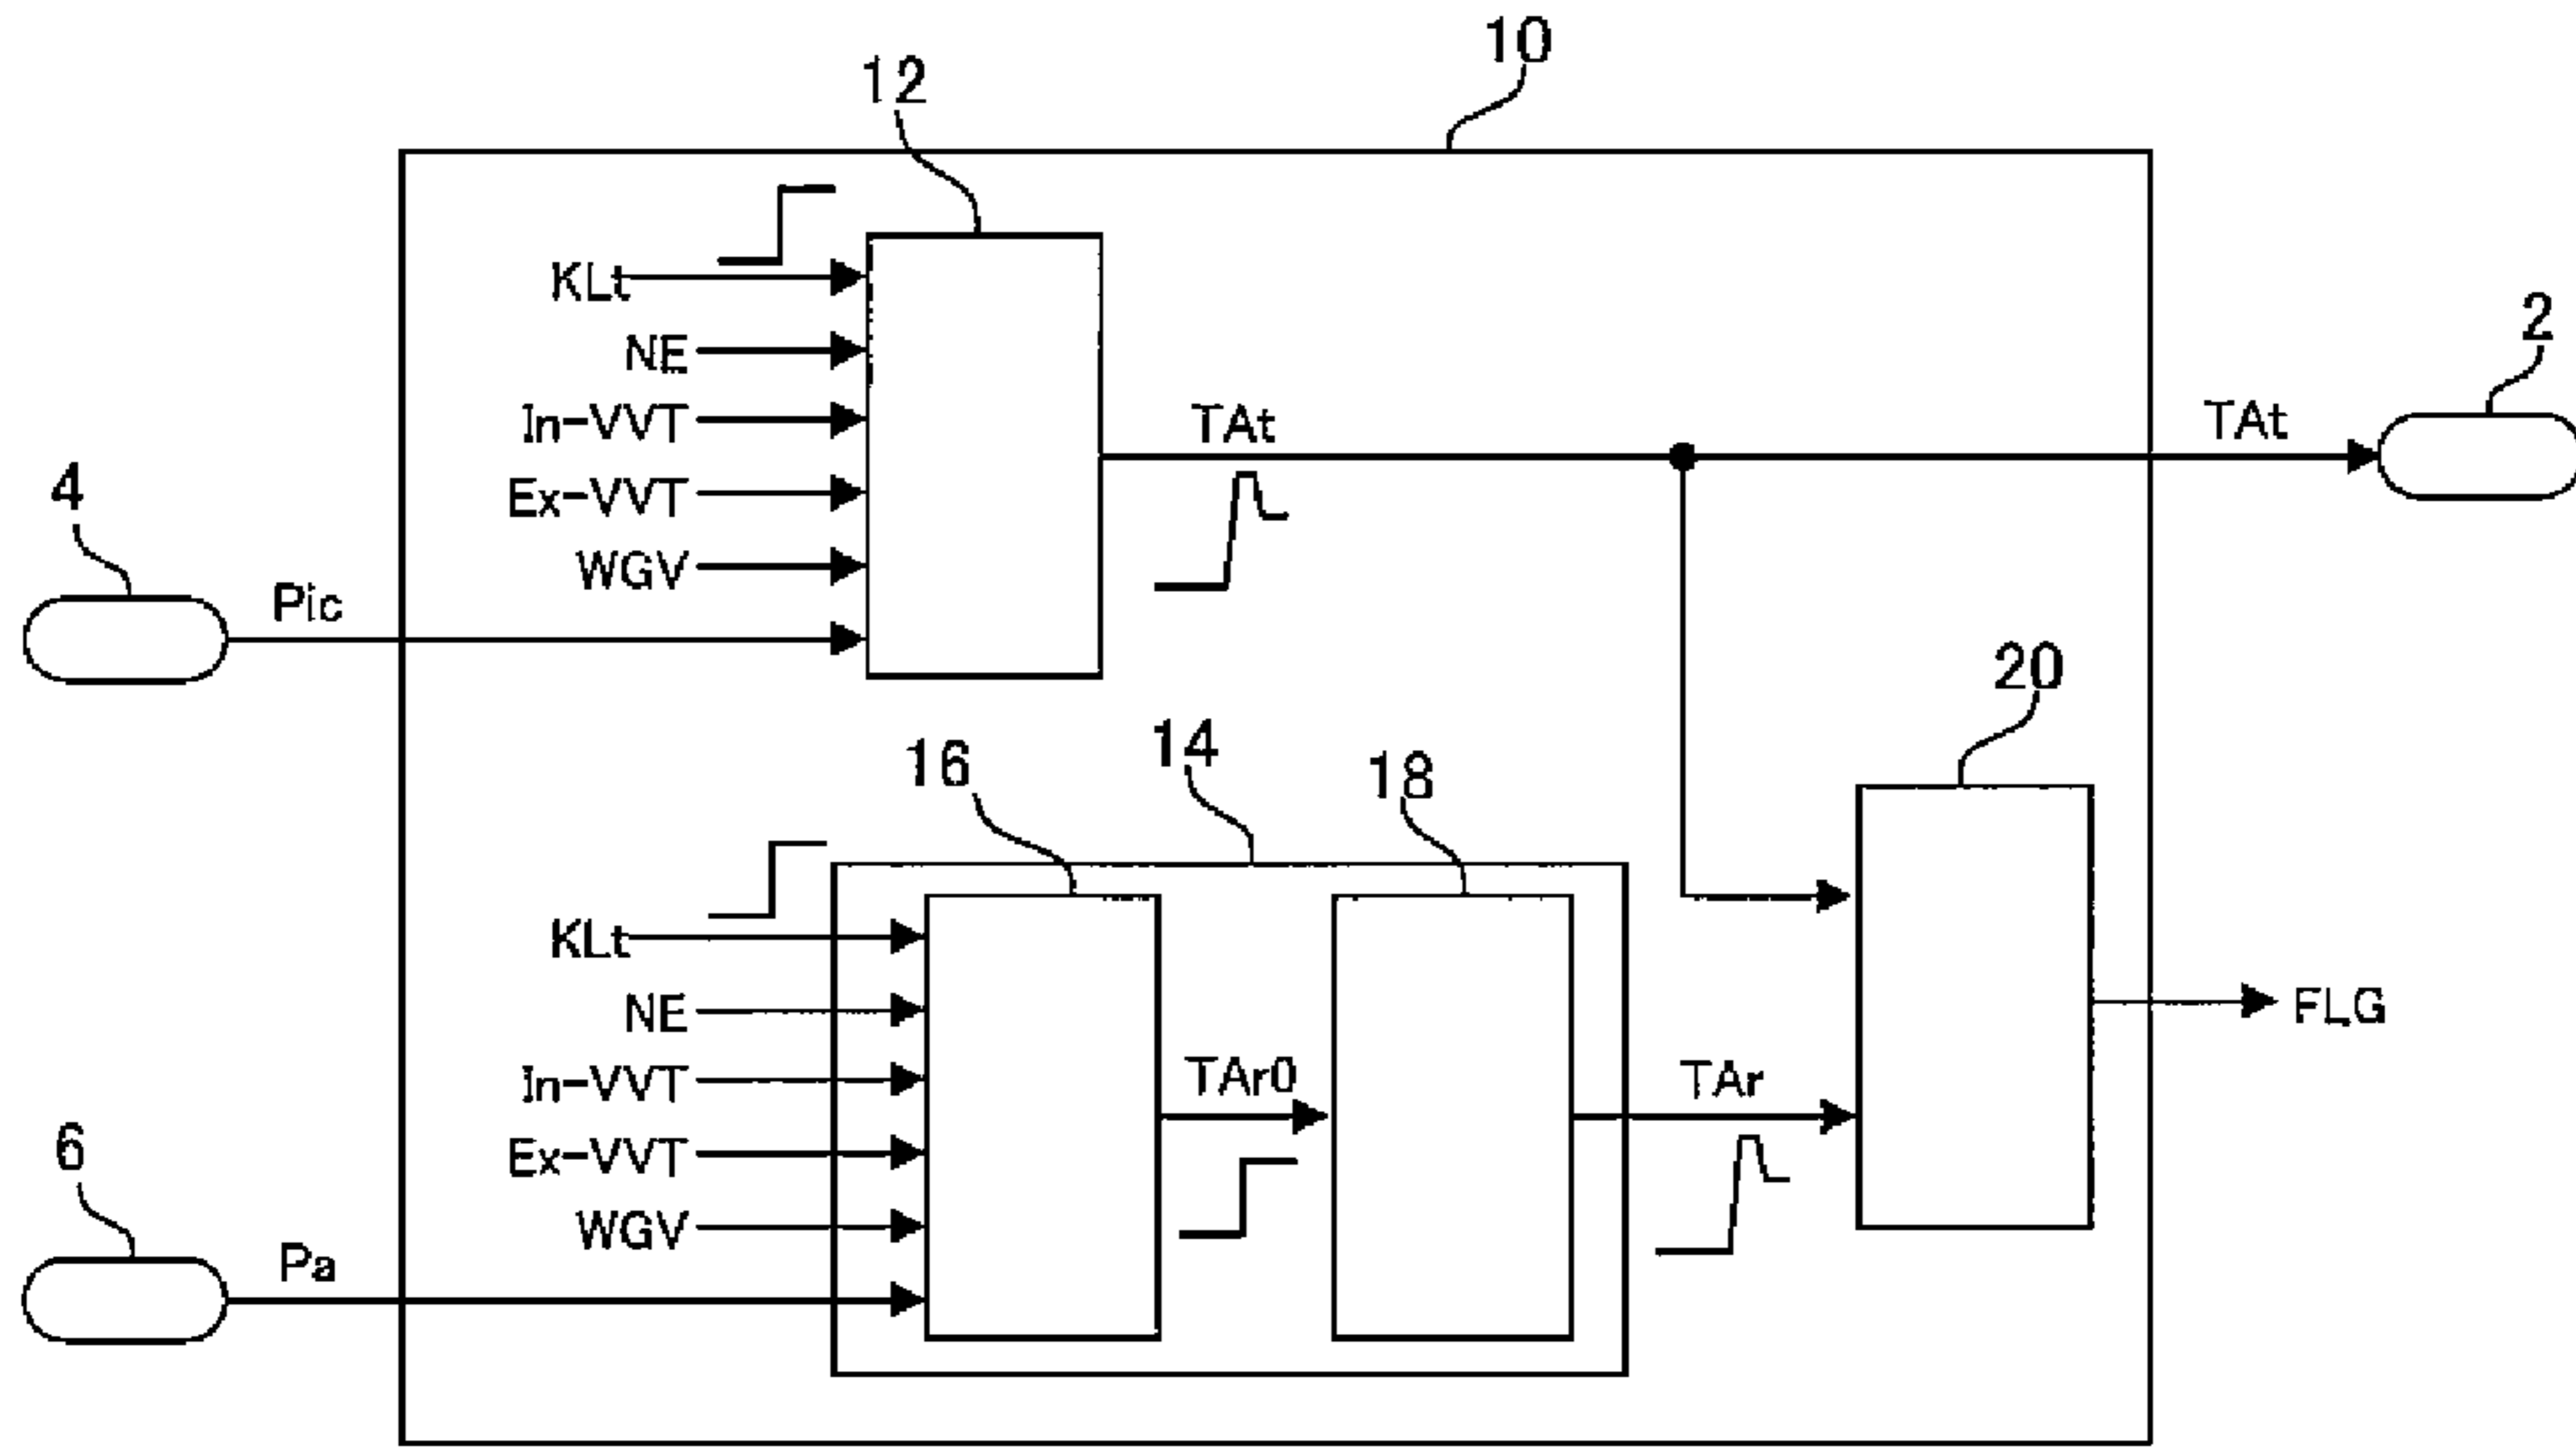 10
12
KLt
NE
2
In-VVT
TAt
TAt
4
Ex-VVT
WGV
Pic
20
14
16
18
KLt
NE
FLG
TAr0
TAr
In-VVT
6
Ex-VVT
WGV
Pa